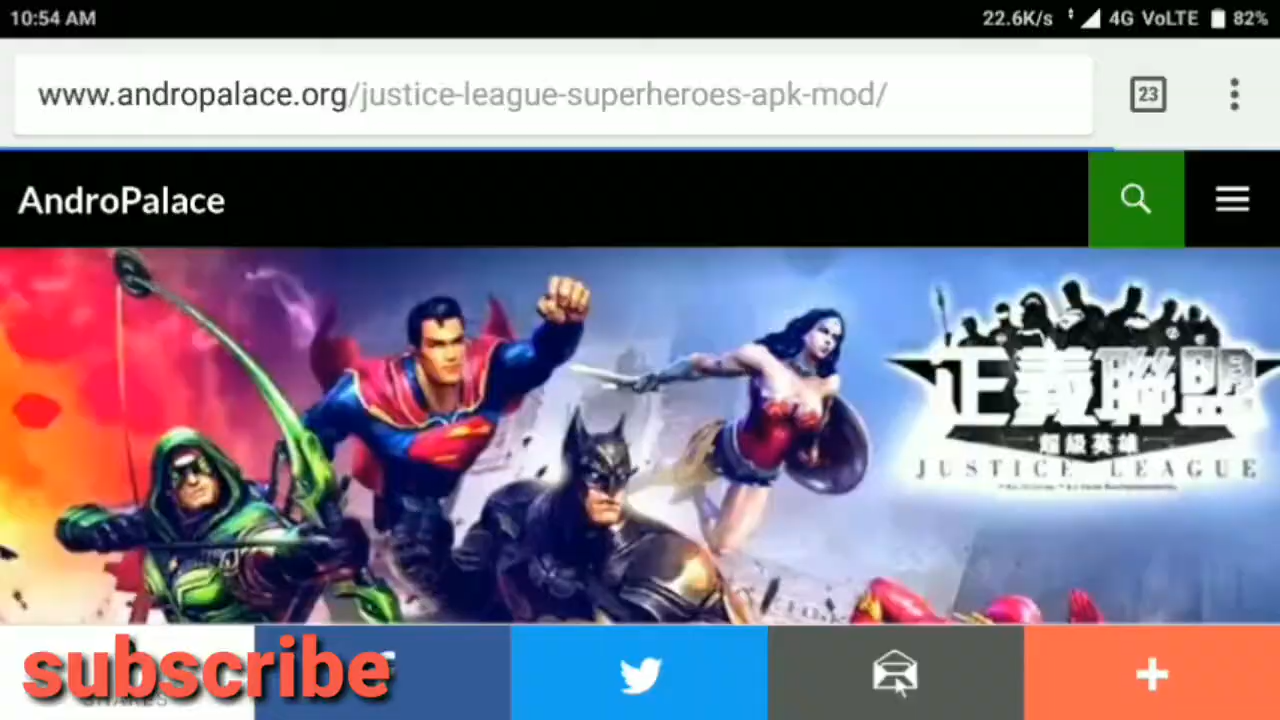 10:54 AM
22.6K/s 4G VoLTE 82%
www.andropalace.org/justice-league-superheroes-apk-mod/
23
AndroPalace
正義聯盟
超級英雄
JUSTICE LEAGUE
subscribe
SHARES